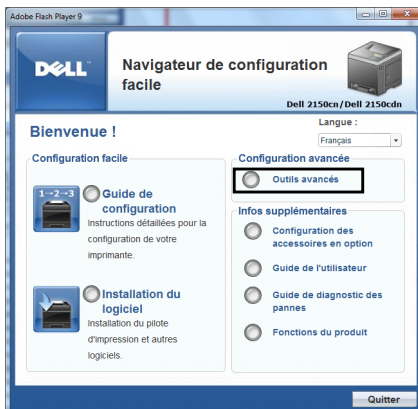 Adobe Flash Player 9
DELL
Navigateur de configuration
facile
Dell 2150cn/Dell 2150cdn
Bienvenue !
Langue :
Français
Configuration facile
1→2→3
Guide de
configuration
Instructions détaillées pour la
configuration de votre
imprimante.
Installation du
logiciel
Installation du pilote
d'impression et autres
logiciels.
Configuration avancée
Outils avancés
Infos supplémentaires
Configuration des
accessoires en option
Guide de l'utilisateur
Guide de diagnostic des
pannes
Fonctions du produit
Quitter